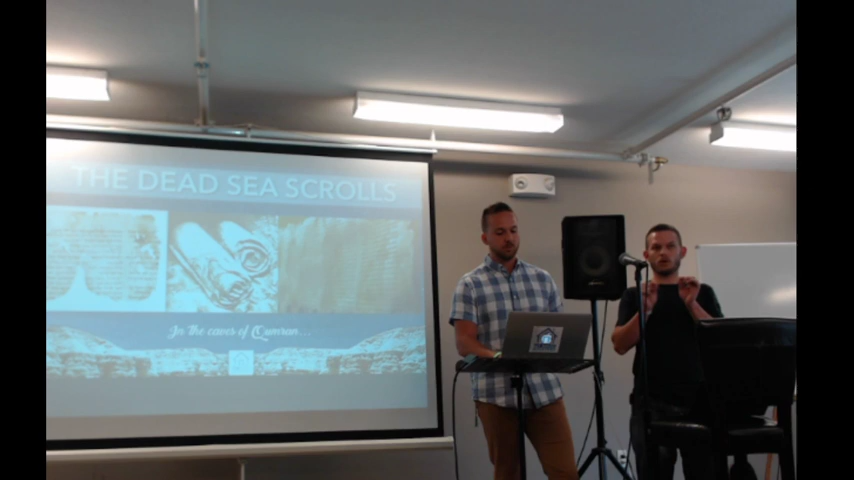 THE DEAD SEA SCROLLS
In the caves of Qumran...